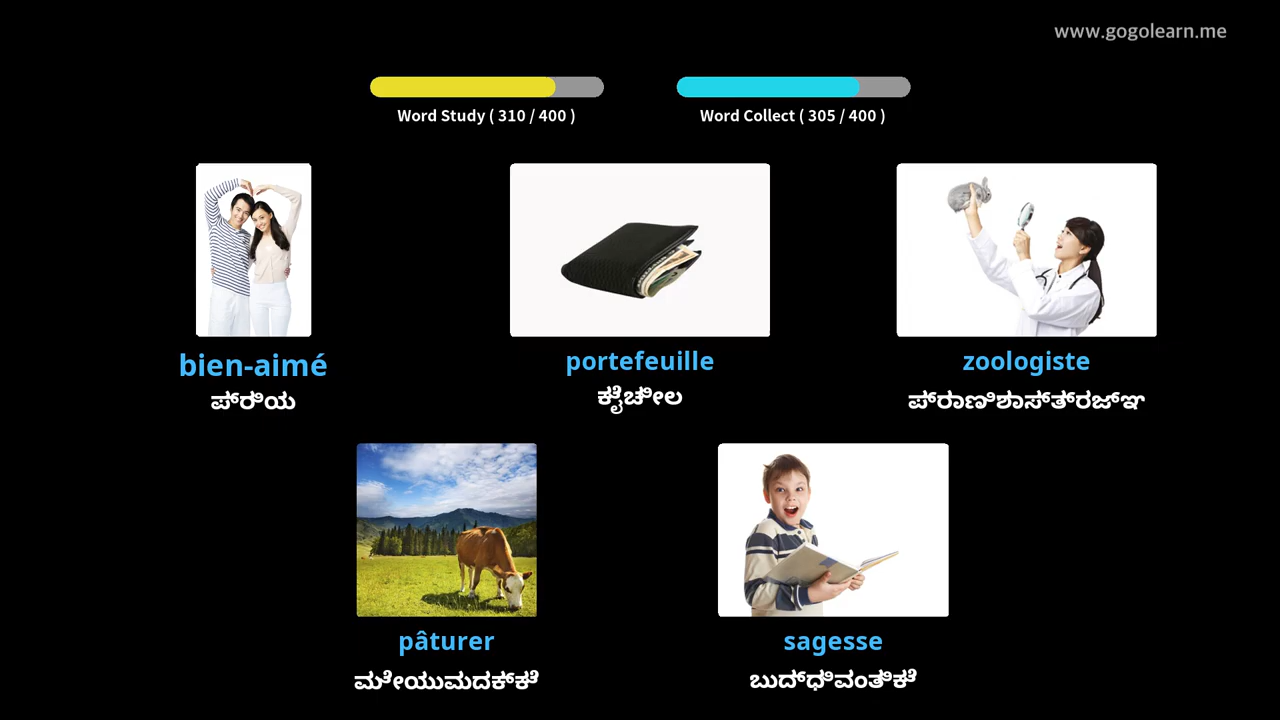 www.gogolearn.me
Word Study ( 310 / 400 )
Word Collect ( 305 / 400 )
bien-aimé
ಪ್ರಿಯ
portefeuille
ಕೈಚೀಲ
zoologiste
ಪ್ರಾಣಿಶಾಸ್ತ್ರಜ್ಞ
pâturer
ಮೇಯುಮದಕ್ಕೆ
sagesse
ಬುದ್ಧಿವಂತಿಕೆ